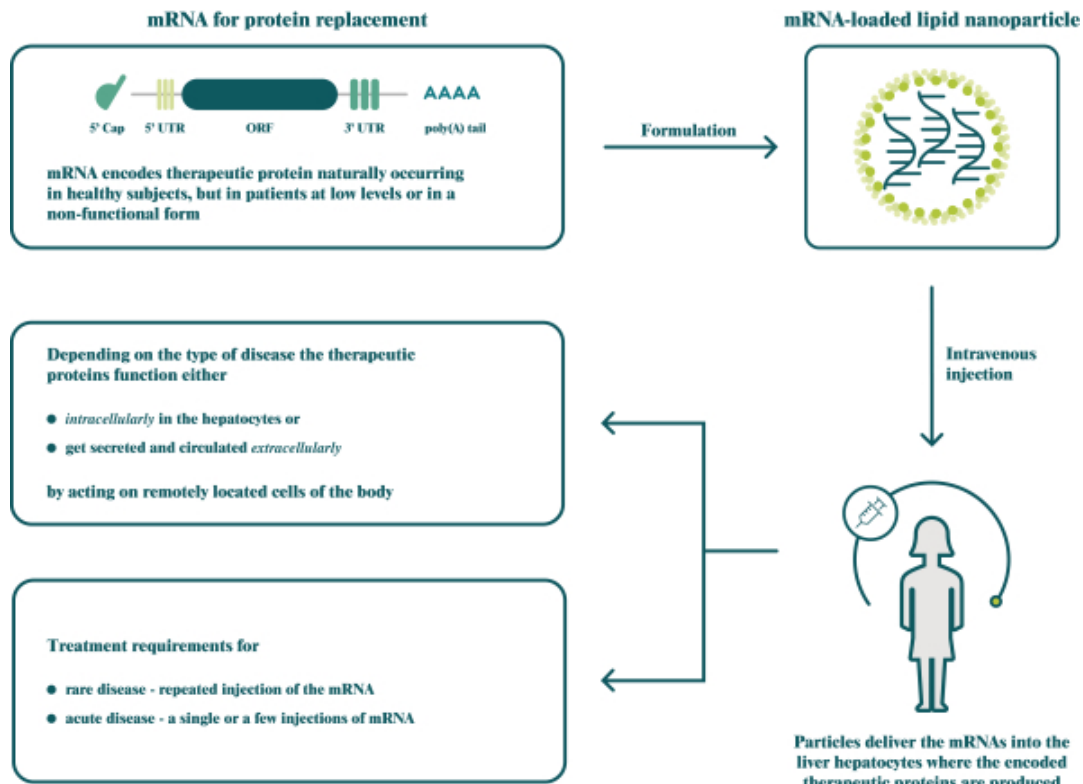 mRNA for protein replacement
5' Cap 5' UTR ORF 3' UTR poly(A) tail
AAAA
mRNA encodes therapeutic protein naturally occurring
in healthy subjects, but in patients at low levels or in a
non-functional form
Formulation
mRNA-loaded lipid nanoparticle
Intravenous
injection
Depending on the type of disease the therapeutic
proteins function either
● intracellularly in the hepatocytes or
● get secreted and circulated extracellularly
by acting on remotely located cells of the body
Treatment requirements for
● rare disease - repeated injection of the mRNA
● acute disease - a single or a few injections of mRNA
Particles deliver the mRNAs into the
liver hepatocytes where the encoded
therapeutic proteins are produced